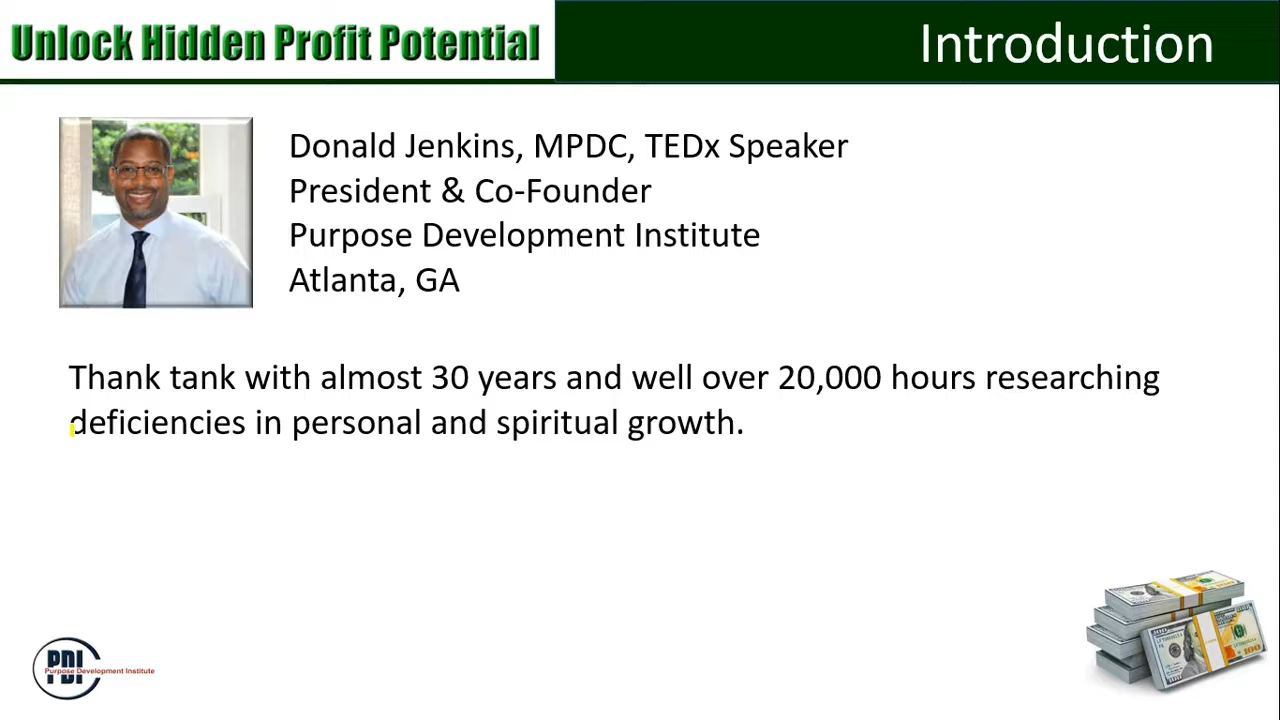 Unlock Hidden Profit Potential
Introduction
Donald Jenkins, MPDC, TEDx Speaker
President & Co-Founder
Purpose Development Institute
Atlanta, GA
Thank tank with almost 30 years and well over 20,000 hours researching
deficiencies in personal and spiritual growth.
PDI
Purpose Development Institute
100